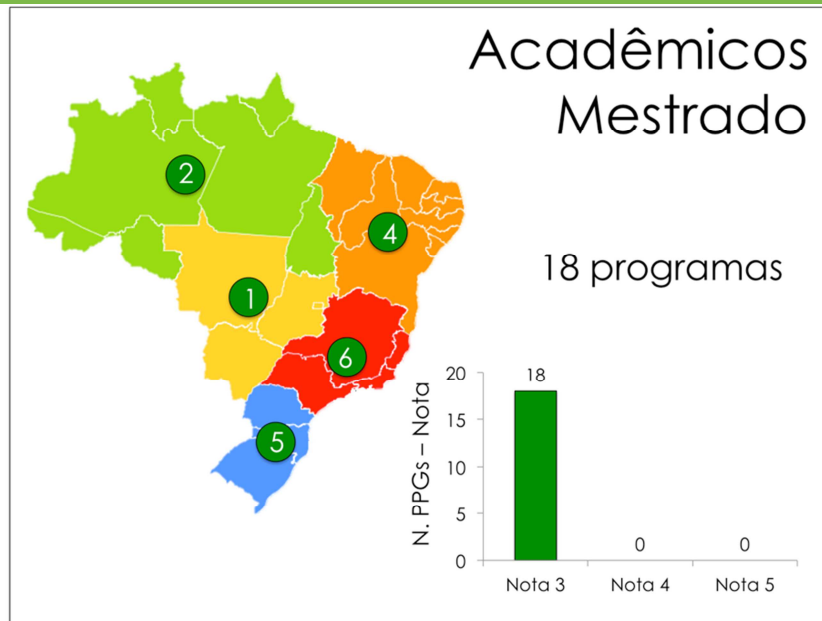 Acadêmicos
Mestrado
2
4
18 programas
1
6
5
N. PPGs – Nota
20
15
10
5
0
18
0
0
Nota 3
Nota 4
Nota 5